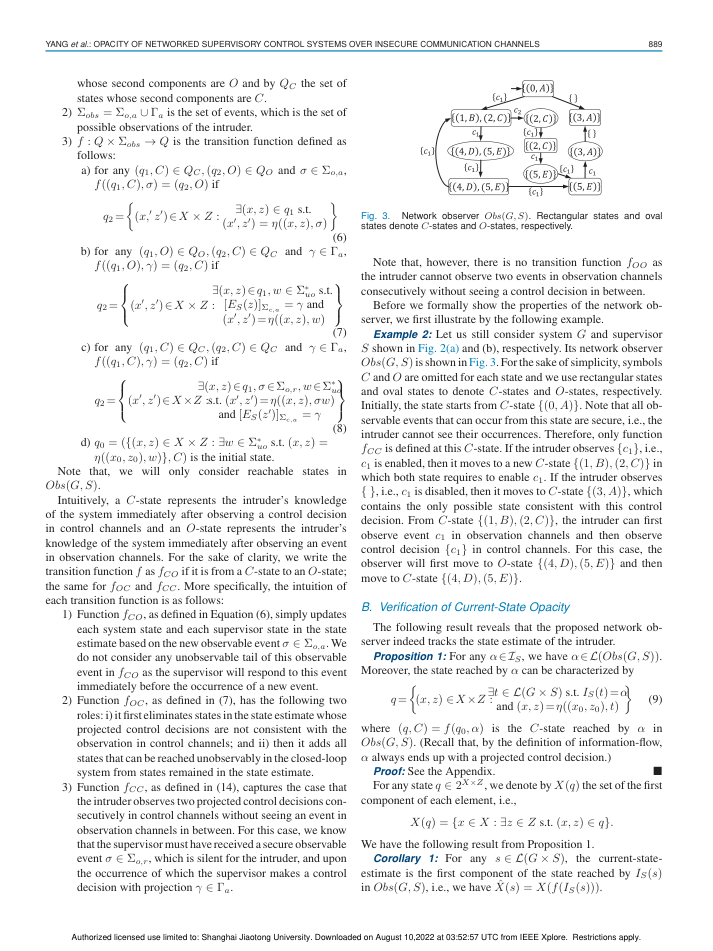 YANG et al.: OPACITY OF NETWORKED SUPERVISORY CONTROL SYSTEMS OVER INSECURE COMMUNICATION CHANNELS 889
whose second components are O and by Q_C the set of
states whose second components are C.
2) Σ_obs = Σ_{o,a} ∪ Γ_a is the set of events, which is the set of
possible observations of the intruder.
3) f : Q × Σ_obs → Q is the transition function defined as
follows:
a) for any (q_1, C) ∈ Q_C, (q_2, O) ∈ Q_O and σ ∈ Σ_{o,a},
f((q_1, C), σ) = (q_2, O) if
q_2 = { (x,′ z′) ∈ X × Z : ∃(x, z) ∈ q_1 s.t.
(x′, z′) = η((x, z), σ) }
(6)
b) for any (q_1, O) ∈ Q_O, (q_2, C) ∈ Q_C and γ ∈ Γ_a,
f((q_1, O), γ) = (q_2, C) if
∃(x, z) ∈ q_1, w ∈ Σ*_{uo} s.t.
q_2 = { (x′, z′) ∈ X × Z : [E_S(z)]_{Σ_{c,a}} = γ and
(x′, z′) = η((x, z), w) }
(7)
c) for any (q_1, C) ∈ Q_C, (q_2, C) ∈ Q_C and γ ∈ Γ_a,
f((q_1, C), γ) = (q_2, C) if
∃(x, z) ∈ q_1, σ ∈ Σ_{o,r}, w ∈ Σ*_{uo}
q_2 = { (x′, z′) ∈ X × Z :s.t. (x′, z′) = η((x, z), σw)
and [E_S(z′)]_{Σ_{c,a}} = γ }
(8)
d) q_0 = ({(x, z) ∈ X × Z : ∃w ∈ Σ*_{uo} s.t. (x, z) =
η((x_0, z_0), w)}, C) is the initial state.
Note that, we will only consider reachable states in
Obs(G, S).
Intuitively, a C-state represents the intruder's knowledge
of the system immediately after observing a control decision
in control channels and an O-state represents the intruder's
knowledge of the system immediately after observing an event
in observation channels. For the sake of clarity, we write the
transition function f as f_CO if it is from a C-state to an O-state;
the same for f_OC and f_CC. More specifically, the intuition of
each transition function is as follows:
1) Function f_CO, as defined in Equation (6), simply updates
each system state and each supervisor state in the state
estimate based on the new observable event σ ∈ Σ_{o,a}. We
do not consider any unobservable tail of this observable
event in f_CO as the supervisor will respond to this event
immediately before the occurrence of a new event.
2) Function f_OC, as defined in (7), has the following two
roles: i) it first eliminates states in the state estimate whose
projected control decisions are not consistent with the
observation in control channels; and ii) then it adds all
states that can be reached unobservably in the closed-loop
system from states remained in the state estimate.
3) Function f_CC, as defined in (14), captures the case that
the intruder observes two projected control decisions con-
secutively in control channels without seeing an event in
observation channels in between. For this case, we know
that the supervisor must have received a secure observable
event σ ∈ Σ_{o,r}, which is silent for the intruder, and upon
the occurrence of which the supervisor makes a control
decision with projection γ ∈ Γ_a.
{(0, A)}
{c_1} { }
{(1, B), (2, C)} c_2 {(2, C)} {(3, A)}
c_1 {c_1} { }
{(2, C)}
{c_1} {(4, D), (5, E)} c_1 {(3, A)}
{c_1} {(5, E)} {c_1} c_1
{(4, D), (5, E)} {c_1} {(5, E)}
Fig. 3. Network observer Obs(G, S). Rectangular states and oval
states denote C-states and O-states, respectively.
Note that, however, there is no transition function f_OO as
the intruder cannot observe two events in observation channels
consecutively without seeing a control decision in between.
Before we formally show the properties of the network ob-
server, we first illustrate by the following example.
Example 2: Let us still consider system G and supervisor
S shown in Fig. 2(a) and (b), respectively. Its network observer
Obs(G, S) is shown in Fig. 3. For the sake of simplicity, symbols
C and O are omitted for each state and we use rectangular states
and oval states to denote C-states and O-states, respectively.
Initially, the state starts from C-state {(0, A)}. Note that all ob-
servable events that can occur from this state are secure, i.e., the
intruder cannot see their occurrences. Therefore, only function
f_CC is defined at this C-state. If the intruder observes {c_1}, i.e.,
c_1 is enabled, then it moves to a new C-state {(1, B), (2, C)} in
which both state requires to enable c_1. If the intruder observes
{ }, i.e., c_1 is disabled, then it moves to C-state {(3, A)}, which
contains the only possible state consistent with this control
decision. From C-state {(1, B), (2, C)}, the intruder can first
observe event c_1 in observation channels and then observe
control decision {c_1} in control channels. For this case, the
observer will first move to O-state {(4, D), (5, E)} and then
move to C-state {(4, D), (5, E)}.
B. Verification of Current-State Opacity
The following result reveals that the proposed network ob-
server indeed tracks the state estimate of the intruder.
Proposition 1: For any α ∈ I_S, we have α ∈ L(Obs(G, S)).
Moreover, the state reached by α can be characterized by
q = { (x, z) ∈ X × Z : ∃t ∈ L(G × S) s.t. I_S(t) = α
and (x, z) = η((x_0, z_0), t) } (9)
where (q, C) = f(q_0, α) is the C-state reached by α in
Obs(G, S). (Recall that, by the definition of information-flow,
α always ends up with a projected control decision.)
Proof: See the Appendix. ■
For any state q ∈ 2^{X×Z}, we denote by X(q) the set of the first
component of each element, i.e.,
X(q) = {x ∈ X : ∃z ∈ Z s.t. (x, z) ∈ q}.
We have the following result from Proposition 1.
Corollary 1: For any s ∈ L(G × S), the current-state-
estimate is the first component of the state reached by I_S(s)
in Obs(G, S), i.e., we have X̂(s) = X(f(I_S(s))).
Authorized licensed use limited to: Shanghai Jiaotong University. Downloaded on August 10,2022 at 03:52:57 UTC from IEEE Xplore. Restrictions apply.